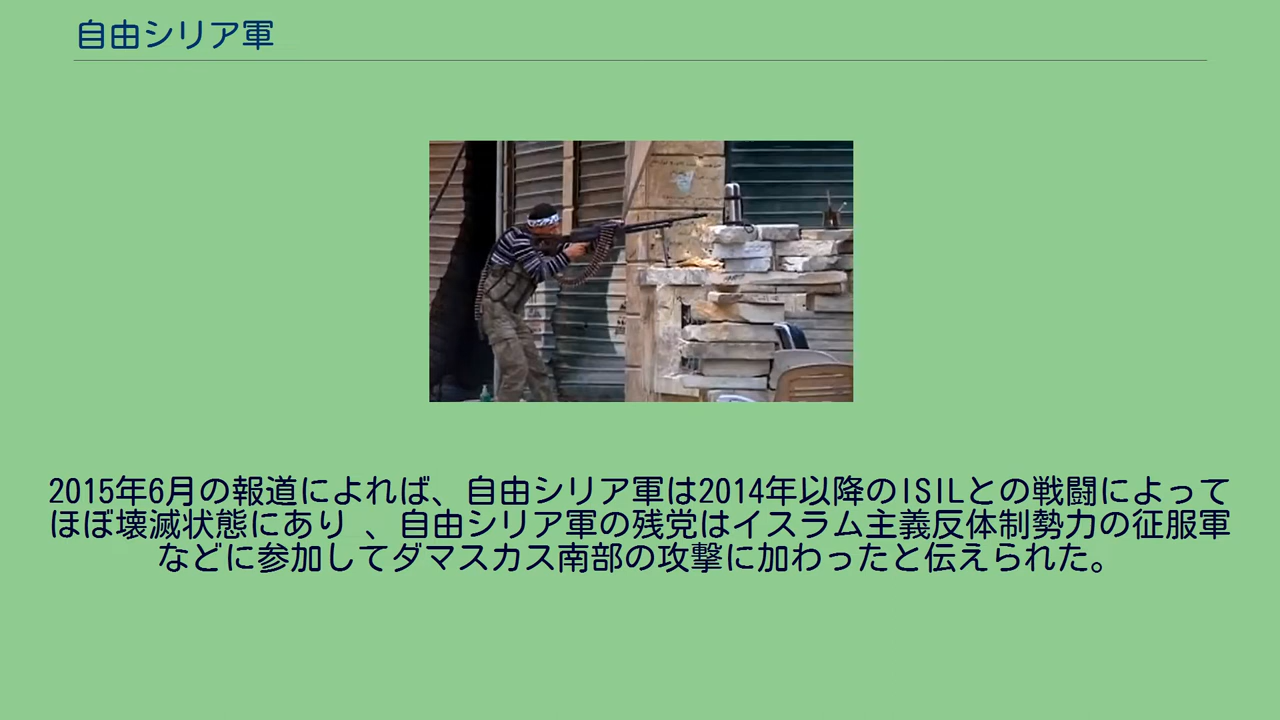 自由シリア軍
2015年6月の報道によれば、自由シリア軍は2014年以降のISILとの戦闘によって
ほぼ壊滅状態にあり 、自由シリア軍の残党はイスラム主義反体制勢力の征服軍
などに参加してダマスカス南部の攻撃に加わったと伝えられた。